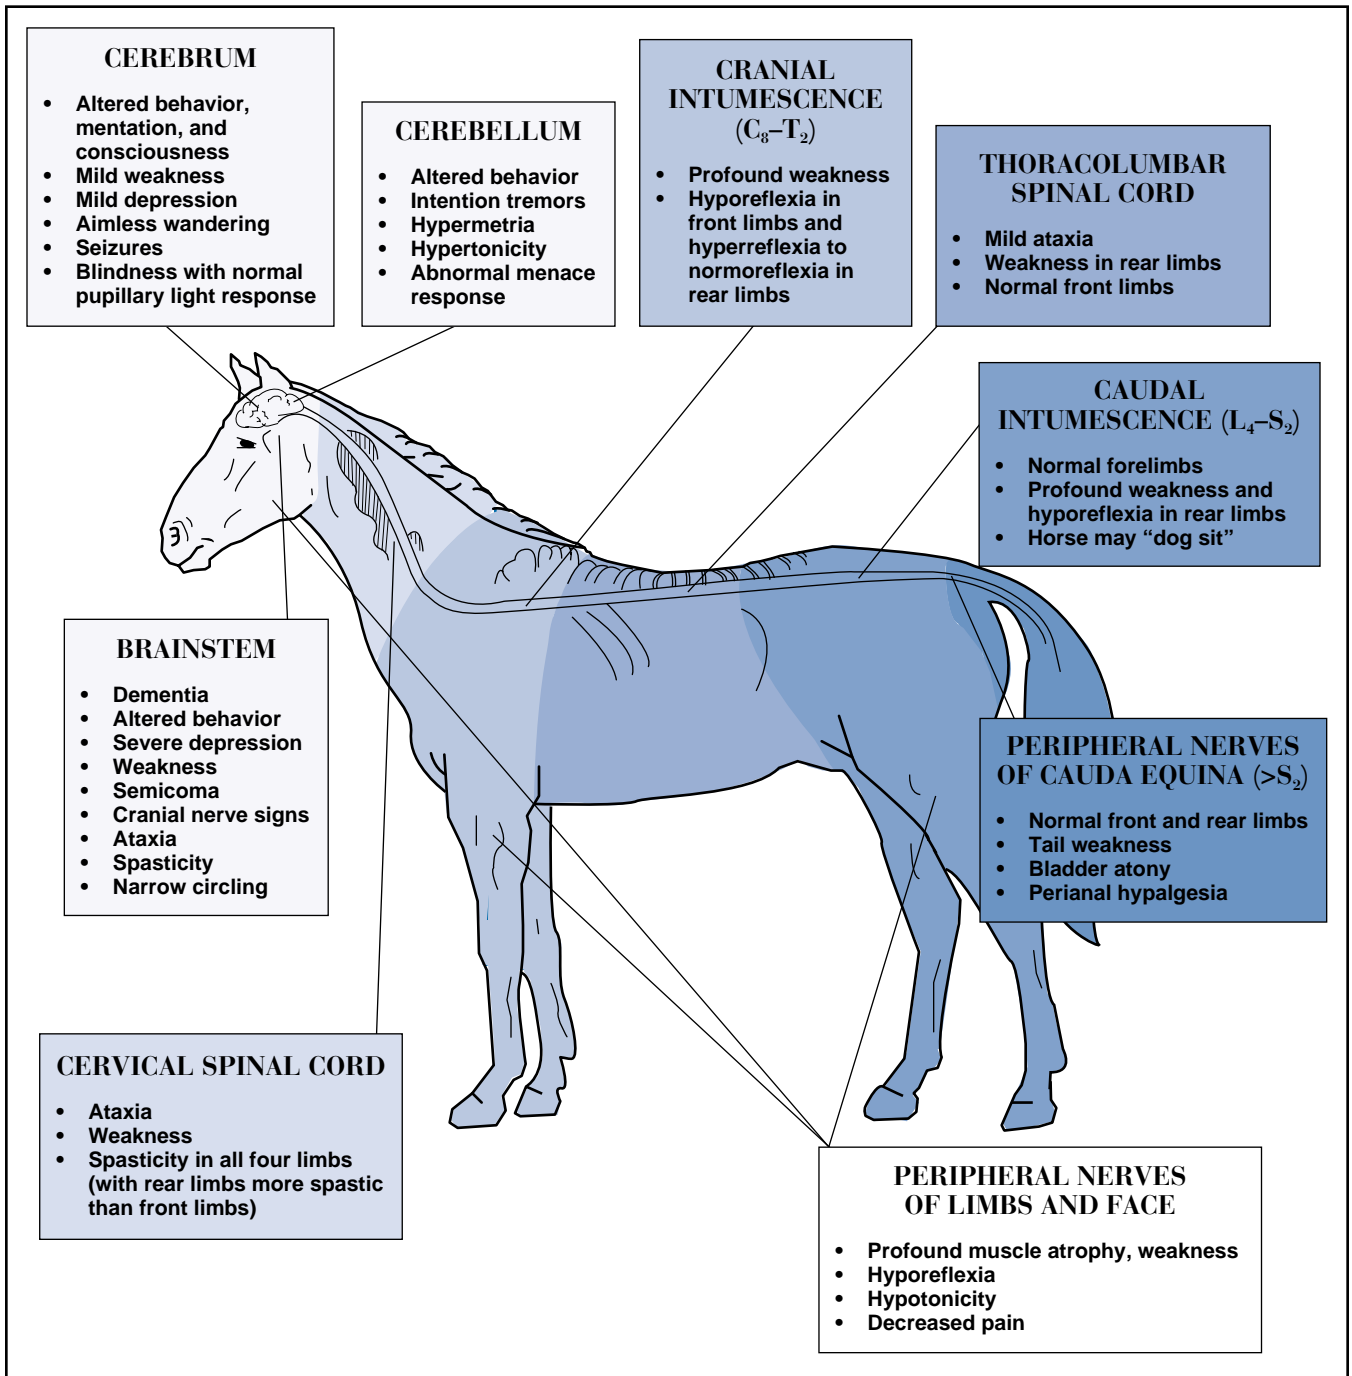 CEREBRUM
• Altered behavior,
mentation, and
consciousness
• Mild weakness
• Mild depression
• Aimless wandering
• Seizures
• Blindness with normal
pupillary light response
CEREBELLUM
• Altered behavior
• Intention tremors
• Hypermetria
• Hypertonicity
• Abnormal menace
response
CRANIAL
INTUMESCENCE
(C₈–T₂)
• Profound weakness
• Hyporeflexia in
front limbs and
hyperreflexia to
normoreflexia in
rear limbs
THORACOLUMBAR
SPINAL CORD
• Mild ataxia
• Weakness in rear limbs
• Normal front limbs
CAUDAL
INTUMESCENCE (L₄–S₂)
• Normal forelimbs
• Profound weakness and
hyporeflexia in rear limbs
• Horse may “dog sit”
BRAINSTEM
• Dementia
• Altered behavior
• Severe depression
• Weakness
• Semicoma
• Cranial nerve signs
• Ataxia
• Spasticity
• Narrow circling
PERIPHERAL NERVES
OF CAUDA EQUINA (>S₂)
• Normal front and rear limbs
• Tail weakness
• Bladder atony
• Perianal hypalgesia
CERVICAL SPINAL CORD
• Ataxia
• Weakness
• Spasticity in all four limbs
(with rear limbs more spastic
than front limbs)
PERIPHERAL NERVES
OF LIMBS AND FACE
• Profound muscle atrophy, weakness
• Hyporeflexia
• Hypotonicity
• Decreased pain